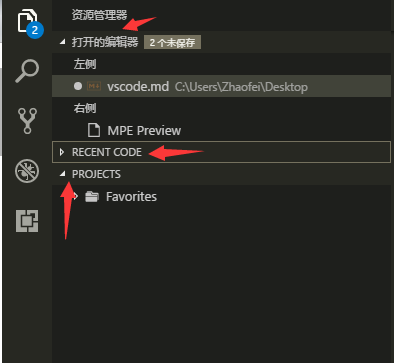 资源管理器
2
打开的编辑器 2 个未保存
左侧
vscode.md C:\Users\Zhaofei\Desktop
右侧
MPE Preview
RECENT CODE
PROJECTS
Favorites